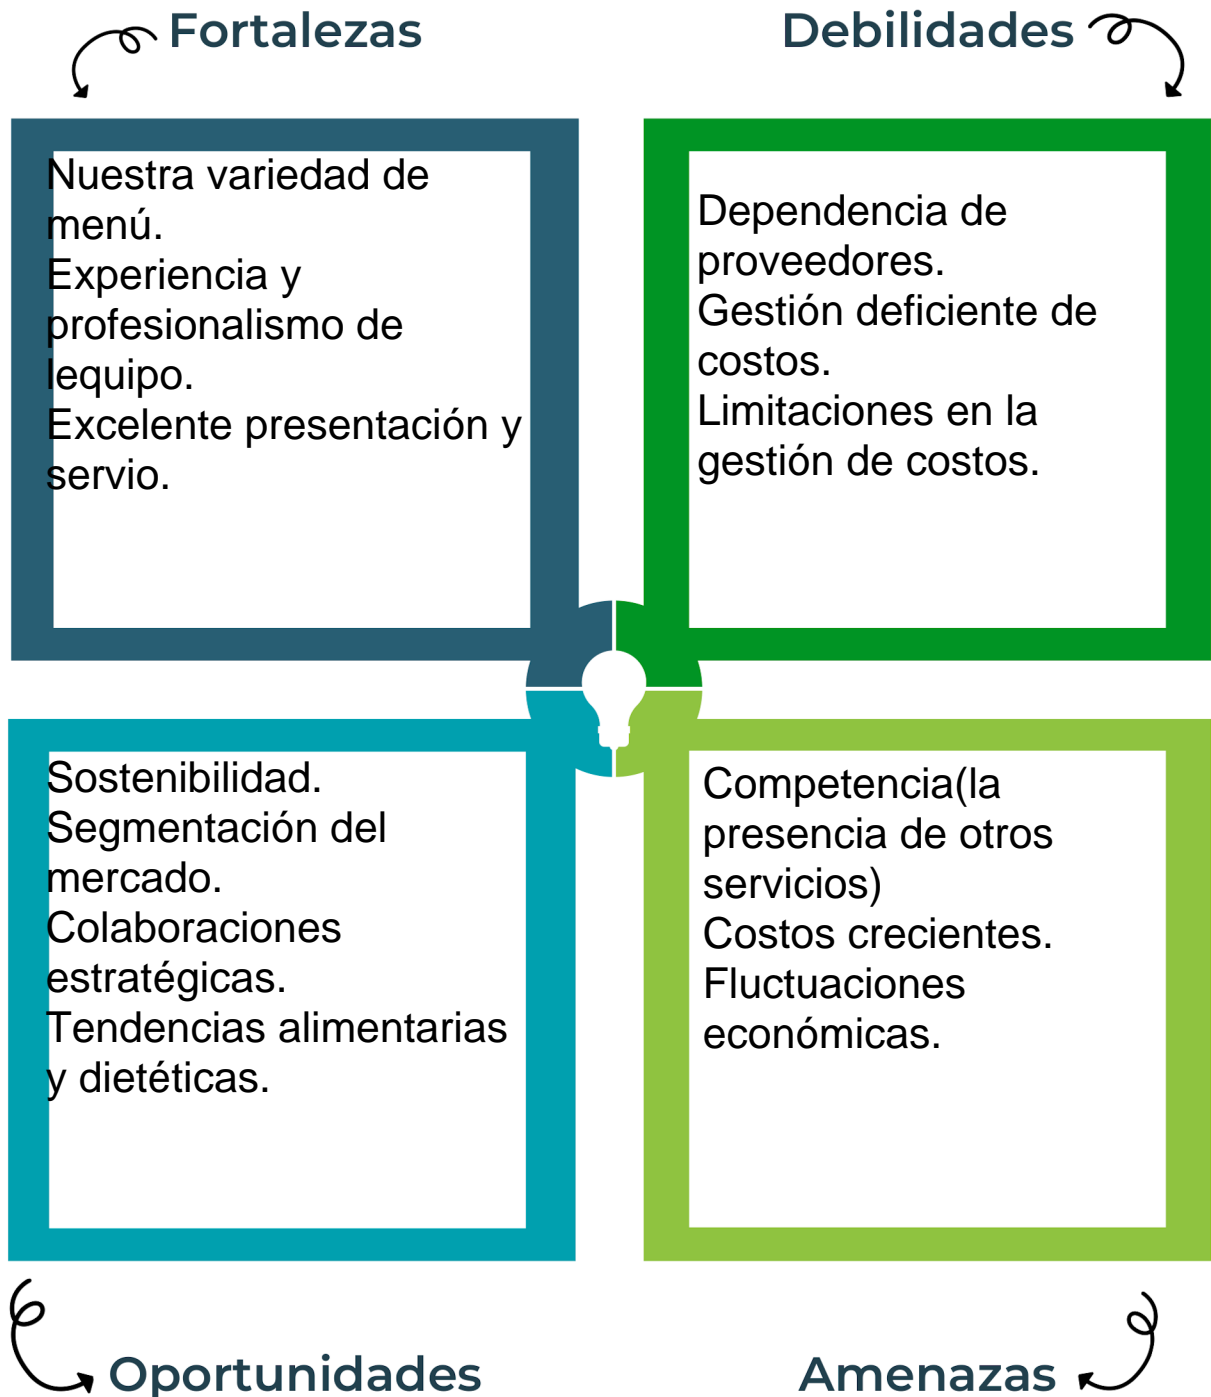 Fortalezas
Nuestra variedad de
menú.
Experiencia y
profesionalismo de
lequipo.
Excelente presentación y
servio.
Debilidades
Dependencia de
proveedores.
Gestión deficiente de
costos.
Limitaciones en la
gestión de costos.
Sostenibilidad.
Segmentación del
mercado.
Colaboraciones
estratégicas.
Tendencias alimentarias
y dietéticas.
Oportunidades
Competencia(la
presencia de otros
servicios)
Costos crecientes.
Fluctuaciones
económicas.
Amenazas